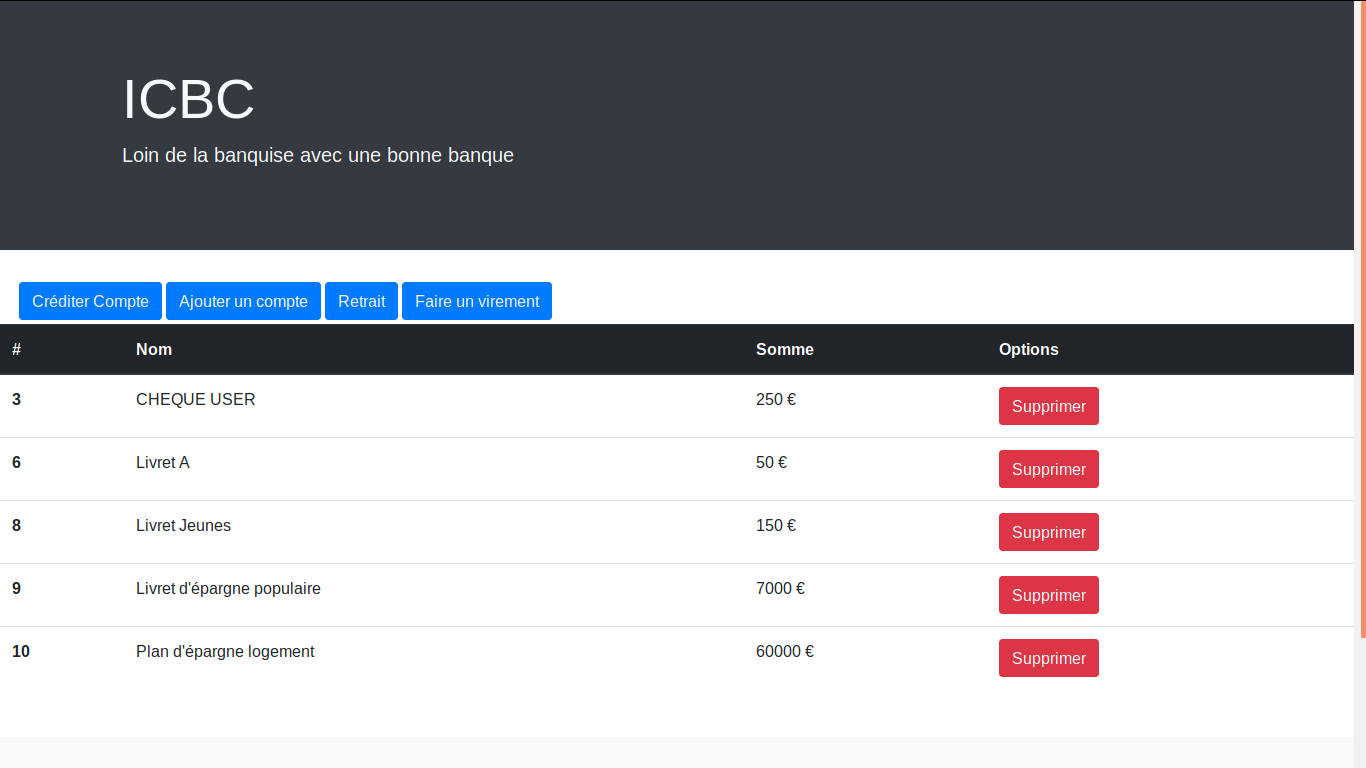 ICBC
Loin de la banquise avec une bonne banque
Créditer Compte Ajouter un compte Retrait Faire un virement
# Nom Somme Options
3 CHEQUE USER 250 € Supprimer
6 Livret A 50 € Supprimer
8 Livret Jeunes 150 € Supprimer
9 Livret d'épargne populaire 7000 € Supprimer
10 Plan d'épargne logement 60000 € Supprimer